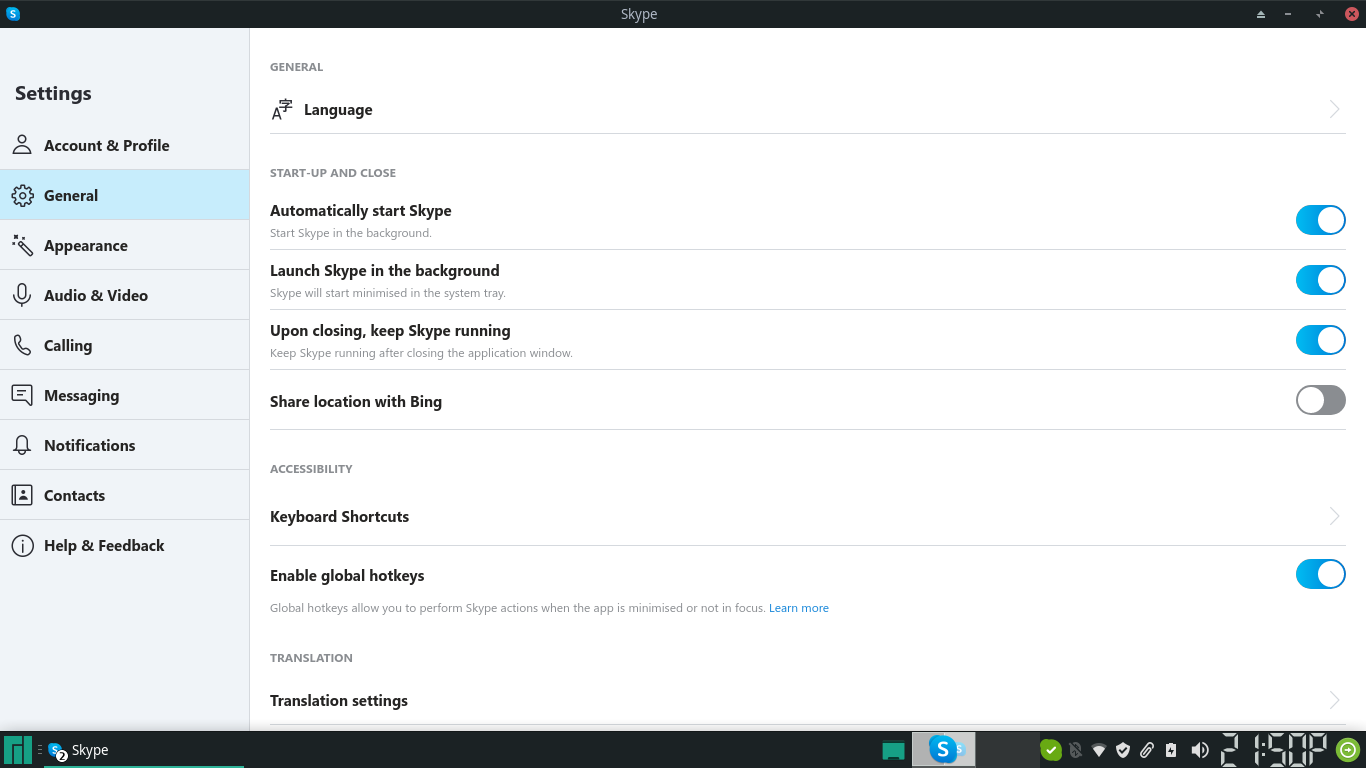 Skype
Settings
Account & Profile
General
Appearance
Audio & Video
Calling
Messaging
Notifications
Contacts
Help & Feedback
GENERAL
Language
START-UP AND CLOSE
Automatically start Skype
Start Skype in the background.
Launch Skype in the background
Skype will start minimised in the system tray.
Upon closing, keep Skype running
Keep Skype running after closing the application window.
Share location with Bing
ACCESSIBILITY
Keyboard Shortcuts
Enable global hotkeys
Global hotkeys allow you to perform Skype actions when the app is minimised or not in focus. Learn more
TRANSLATION
Translation settings
2 Skype